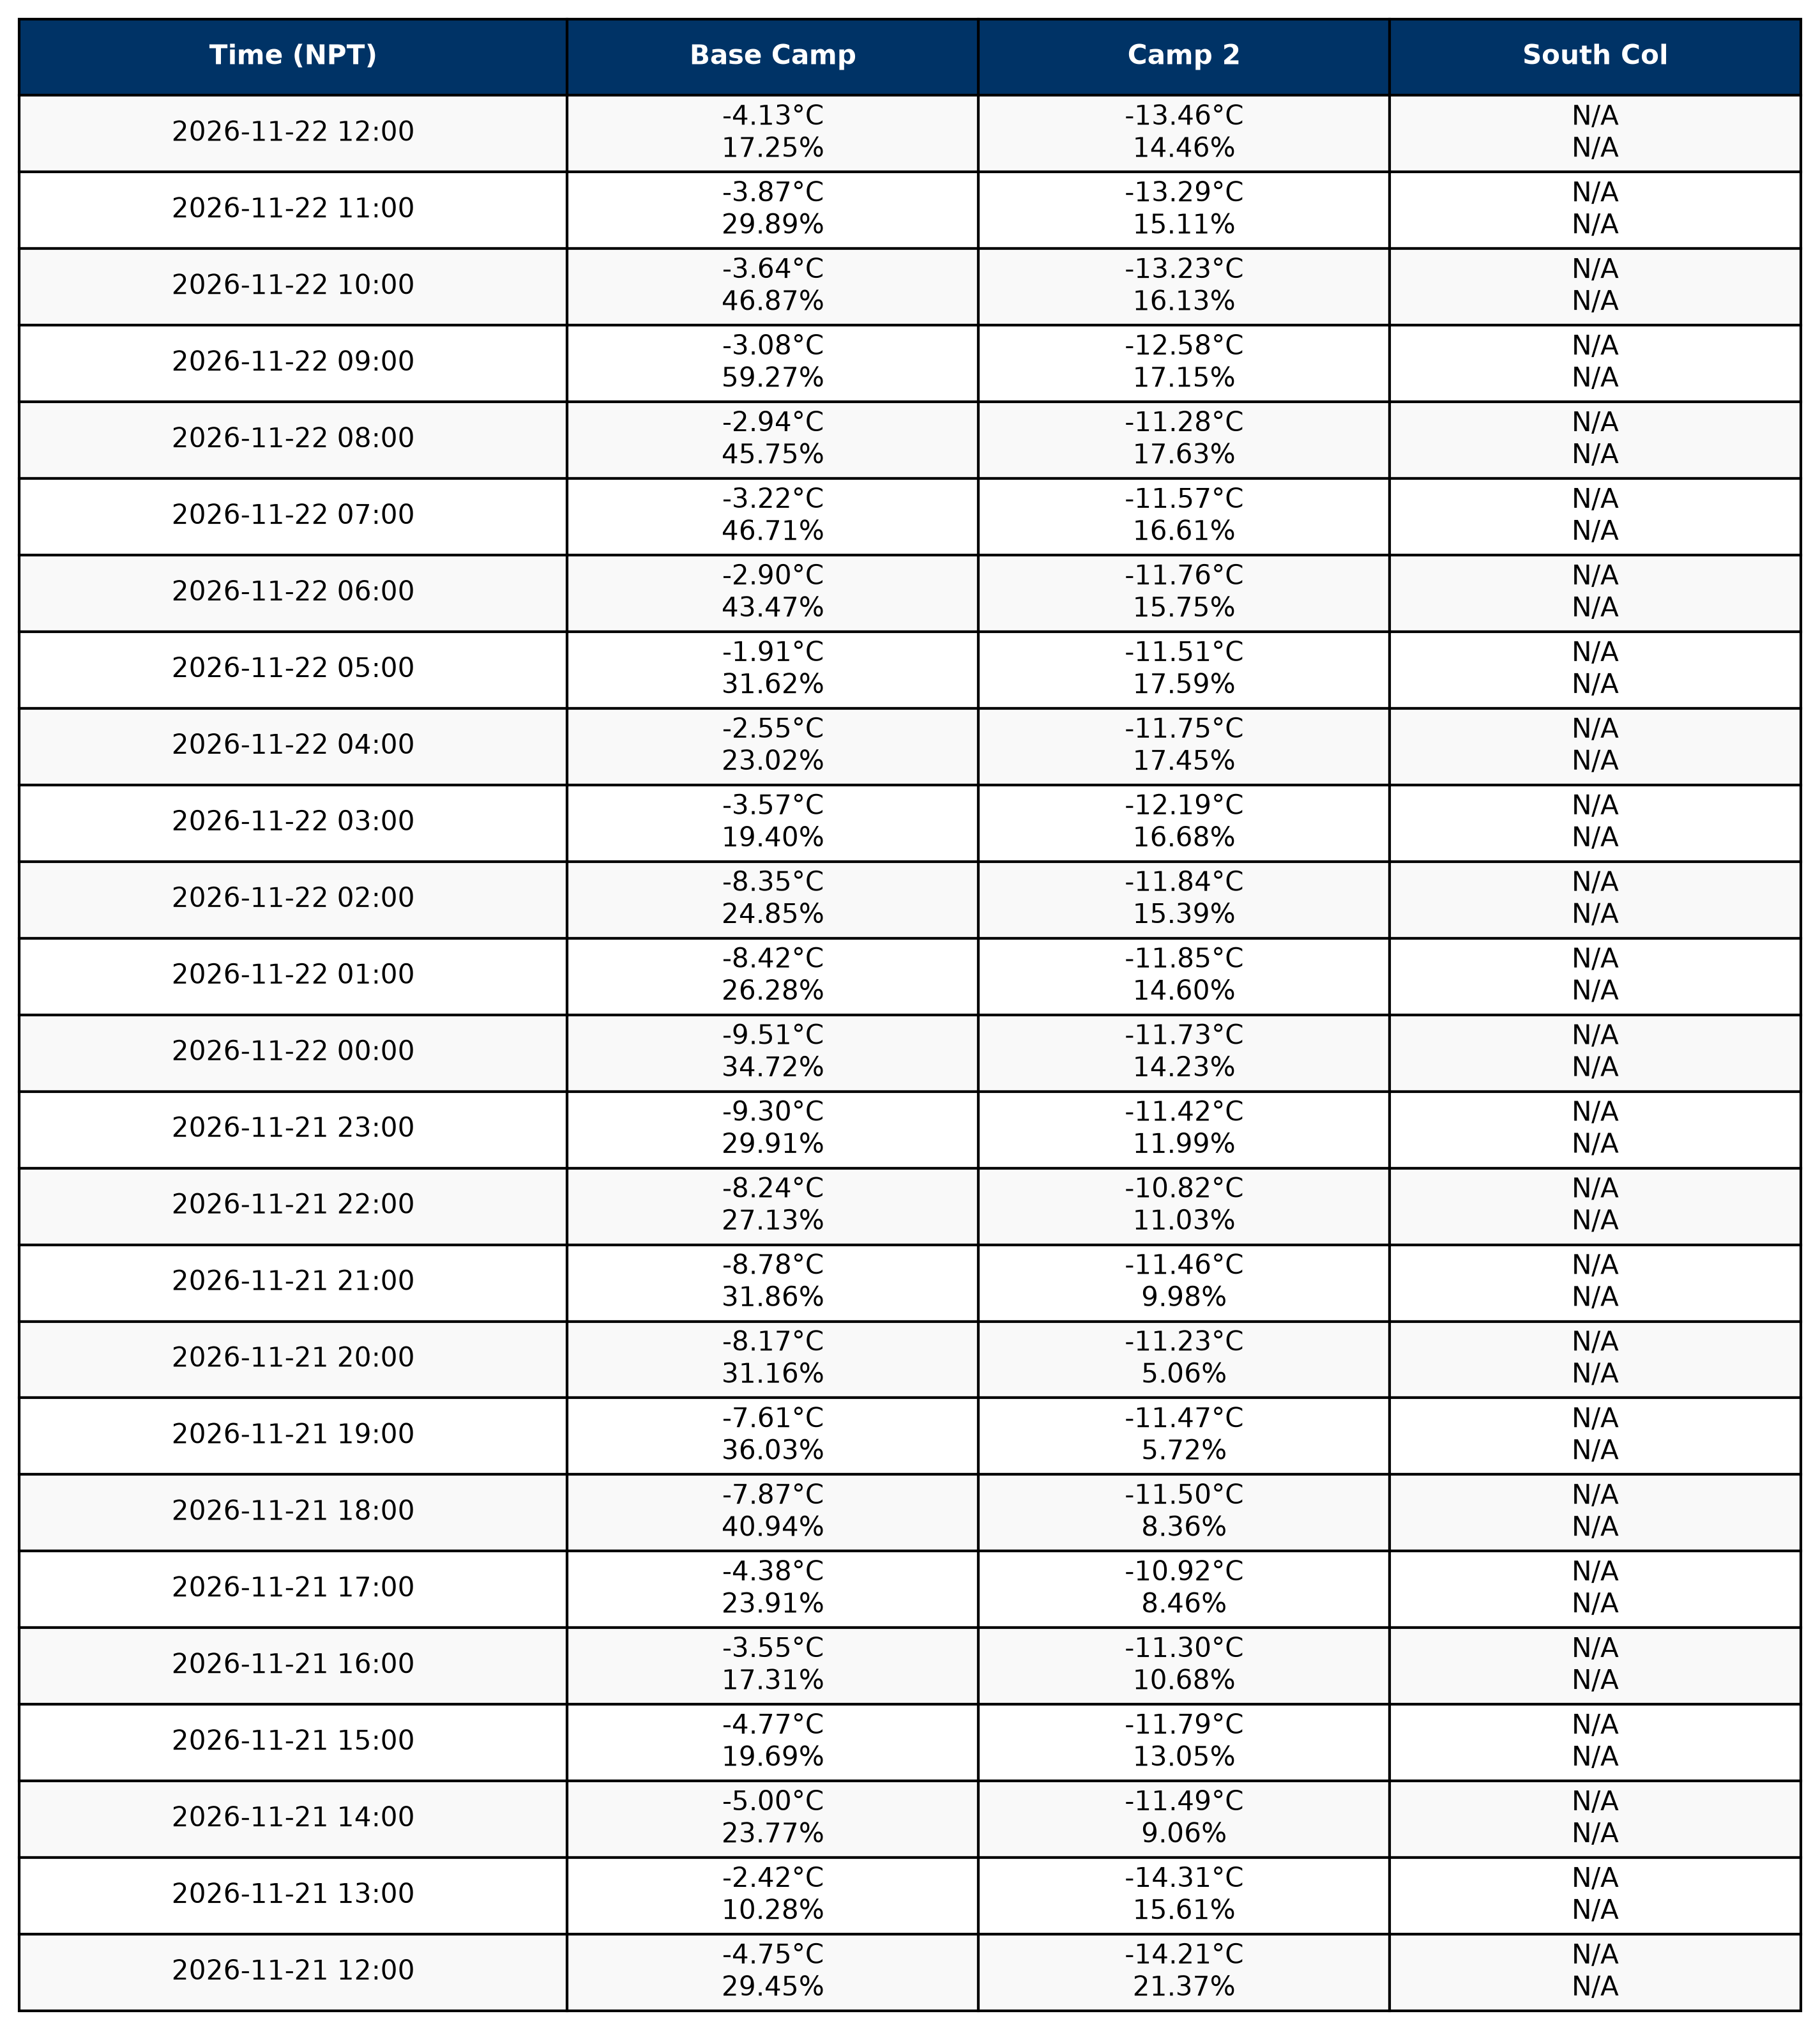 Time (NPT) Base Camp Camp 2 South Col
2026-11-22 12:00 -4.13°C 17.25% -13.46°C 14.46% N/A N/A
2026-11-22 11:00 -3.87°C 29.89% -13.29°C 15.11% N/A N/A
2026-11-22 10:00 -3.64°C 46.87% -13.23°C 16.13% N/A N/A
2026-11-22 09:00 -3.08°C 59.27% -12.58°C 17.15% N/A N/A
2026-11-22 08:00 -2.94°C 45.75% -11.28°C 17.63% N/A N/A
2026-11-22 07:00 -3.22°C 46.71% -11.57°C 16.61% N/A N/A
2026-11-22 06:00 -2.90°C 43.47% -11.76°C 15.75% N/A N/A
2026-11-22 05:00 -1.91°C 31.62% -11.51°C 17.59% N/A N/A
2026-11-22 04:00 -2.55°C 23.02% -11.75°C 17.45% N/A N/A
2026-11-22 03:00 -3.57°C 19.40% -12.19°C 16.68% N/A N/A
2026-11-22 02:00 -8.35°C 24.85% -11.84°C 15.39% N/A N/A
2026-11-22 01:00 -8.42°C 26.28% -11.85°C 14.60% N/A N/A
2026-11-22 00:00 -9.51°C 34.72% -11.73°C 14.23% N/A N/A
2026-11-21 23:00 -9.30°C 29.91% -11.42°C 11.99% N/A N/A
2026-11-21 22:00 -8.24°C 27.13% -10.82°C 11.03% N/A N/A
2026-11-21 21:00 -8.78°C 31.86% -11.46°C 9.98% N/A N/A
2026-11-21 20:00 -8.17°C 31.16% -11.23°C 5.06% N/A N/A
2026-11-21 19:00 -7.61°C 36.03% -11.47°C 5.72% N/A N/A
2026-11-21 18:00 -7.87°C 40.94% -11.50°C 8.36% N/A N/A
2026-11-21 17:00 -4.38°C 23.91% -10.92°C 8.46% N/A N/A
2026-11-21 16:00 -3.55°C 17.31% -11.30°C 10.68% N/A N/A
2026-11-21 15:00 -4.77°C 19.69% -11.79°C 13.05% N/A N/A
2026-11-21 14:00 -5.00°C 23.77% -11.49°C 9.06% N/A N/A
2026-11-21 13:00 -2.42°C 10.28% -14.31°C 15.61% N/A N/A
2026-11-21 12:00 -4.75°C 29.45% -14.21°C 21.37% N/A N/A